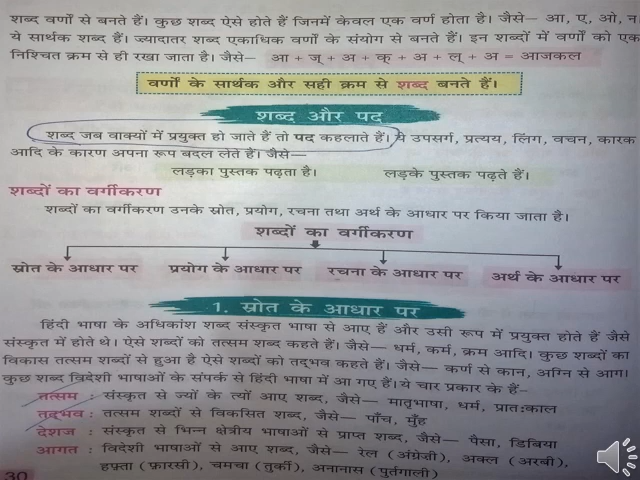 शब्द वर्णों से बनते हैं। कुछ शब्द ऐसे होते हैं जिनमें केवल एक वर्ण होता है। जैसे– आ, ए, ओ, न
ये सार्थक शब्द हैं। ज़्यादातर शब्द एकाधिक वर्णों के संयोग से बनते हैं। इन शब्दों में वर्णों को एक
निश्चित क्रम से ही रखा जाता है। जैसे– आ + ज् + अ + क् + अ + ल् + अ = आजकल
वर्णों के सार्थक और सही क्रम से शब्द बनते हैं।
शब्द और पद
शब्द जब वाक्यों में प्रयुक्त हो जाते हैं तो पद कहलाते हैं। ये उपसर्ग, प्रत्यय, लिंग, वचन, कारक
आदि के कारण अपना रूप बदल लेते हैं। जैसे—
लड़का पुस्तक पढ़ता है। लड़के पुस्तक पढ़ते हैं।
शब्दों का वर्गीकरण
शब्दों का वर्गीकरण उनके स्रोत, प्रयोग, रचना तथा अर्थ के आधार पर किया जाता है।
शब्दों का वर्गीकरण
स्रोत के आधार पर प्रयोग के आधार पर रचना के आधार पर अर्थ के आधार पर
1. स्रोत के आधार पर
हिंदी भाषा के अधिकांश शब्द संस्कृत भाषा से आए हैं और उसी रूप में प्रयुक्त होते हैं जैसे
संस्कृत में होते थे। ऐसे शब्दों को तत्सम शब्द कहते हैं। जैसे– धर्म, कर्म, क्रम आदि। कुछ शब्दों का
विकास तत्सम शब्दों से हुआ है ऐसे शब्दों को तद्भव कहते हैं। जैसे– कर्ण से कान, अग्नि से आग।
कुछ शब्द विदेशी भाषाओं के संपर्क से हिंदी भाषा में आ गए हैं। ये चार प्रकार के हैं–
तत्सम : संस्कृत से ज्यों के त्यों आए शब्द, जैसे– मातृभाषा, धर्म, प्रातःकाल
तद्भव : तत्सम शब्दों से विकसित शब्द, जैसे– पाँच, मुँह
देशज : संस्कृत से भिन्न क्षेत्रीय भाषाओं से प्राप्त शब्द, जैसे– पैसा, डिबिया
आगत : विदेशी भाषाओं से आए शब्द, जैसे– रेल (अंग्रेज़ी), अक्ल (अरबी),
हफ़्ता (फ़ारसी), चमचा (तुर्की), अनानास (पुर्तगाली)
30